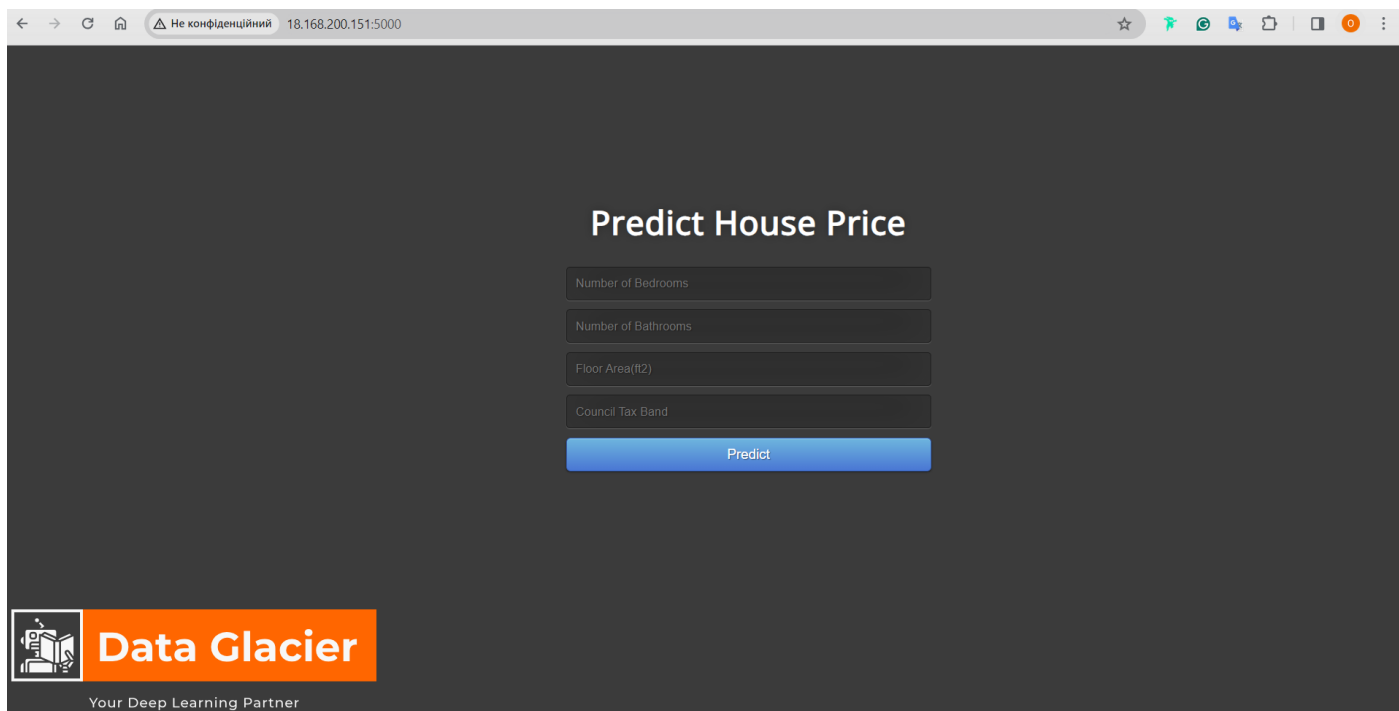 Не конфіденційний 18.168.200.151:5000
Predict House Price
Number of Bedrooms
Number of Bathrooms
Floor Area(ft2)
Council Tax Band
Predict
Data Glacier
Your Deep Learning Partner